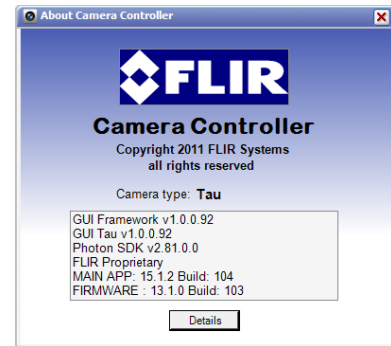 About Camera Controller
FLIR
Camera Controller
Copyright 2011 FLIR Systems
all rights reserved
Camera type: Tau
GUI Framework v1.0.0.92
GUI Tau v1.0.0.92
Photon SDK v2.81.0.0
FLIR Proprietary
MAIN APP: 15.1.2 Build: 104
FIRMWARE : 13.1.0 Build: 103
Details